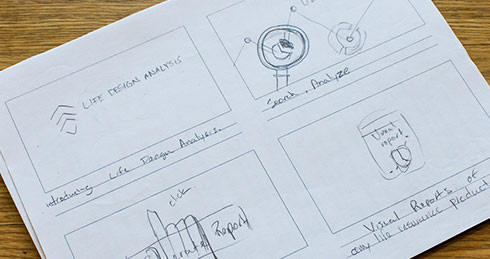 LIFE DESIGN ANALYSIS
introducing Life Design Analysis.
Search, Analyze
click
Report
report
Visual Reports of
any life insurance product